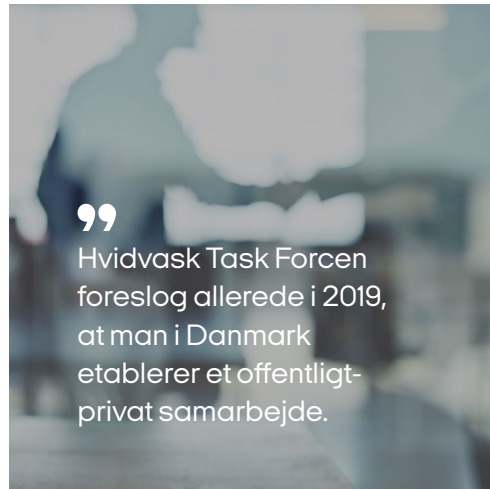 ”
Hvidvask Task Forcen
foreslog allerede i 2019,
at man i Danmark
etablerer et offentligt-
privat samarbejde.